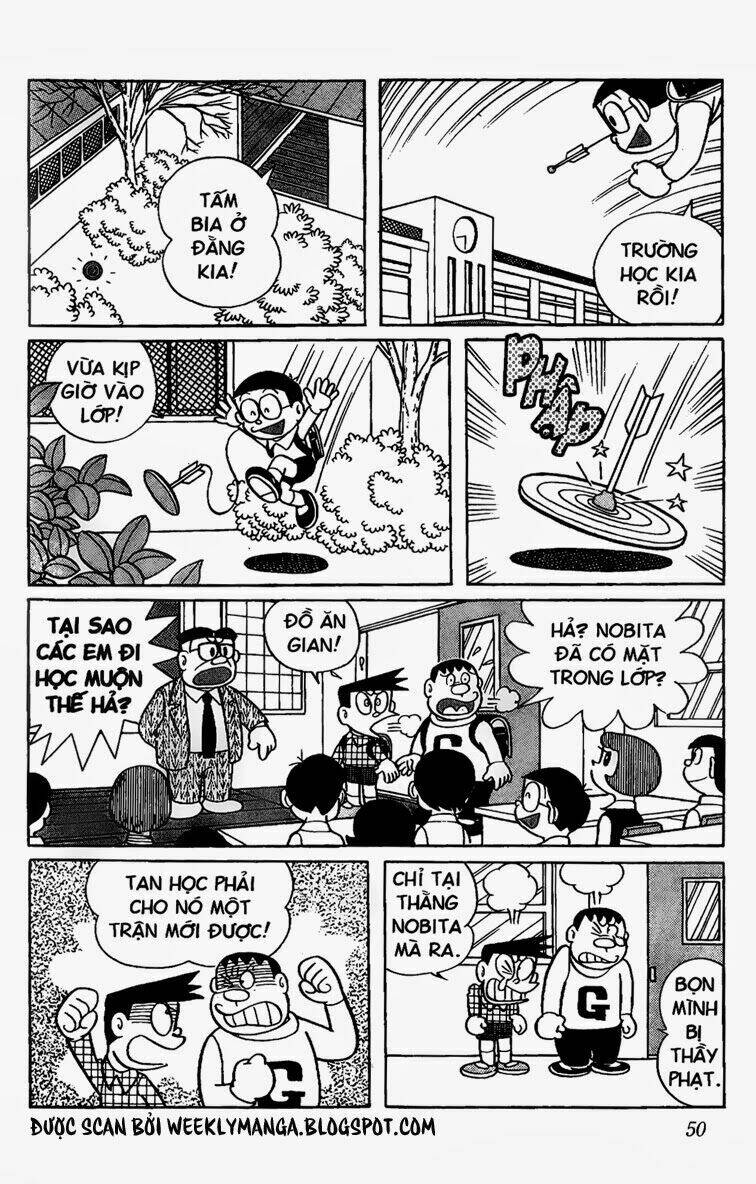 TẤM
BIA Ở
ĐẰNG
KIA!
TRƯỜNG
HỌC KIA
RỒI!
VỪA KỊP
GIỜ VÀO
LỚP!
PHẬP
TẠI SAO
CÁC EM ĐI
HỌC MUỘN
THẾ HẢ?
ĐỒ ĂN
GIAN!
HẢ? NOBITA
ĐÃ CÓ MẶT
TRONG LỚP?
G
TAN HỌC PHẢI
CHO NÓ MỘT
TRẬN MỚI ĐƯỢC!
G
CHỈ TẠI
THẰNG
NOBITA
MÀ RA.
G
BỌN
MÌNH
BỊ
THẦY
PHẠT.
ĐƯỢC SCAN BỞI WEEKLYMANGA.BLOGSPOT.COM
50